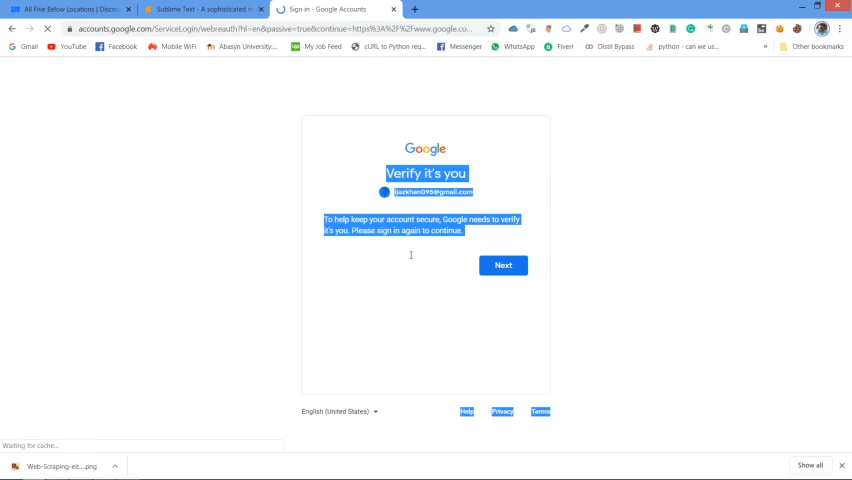 All Five Below Locations | Discou
Sublime Text - A sophisticated t
Sign in - Google Accounts
accounts.google.com/ServiceLogin/webreauth?hl=en&passive=true&continue=https%3A%2F%2Fwww.google.co...
Gmail
YouTube
Facebook
Mobile WiFi
Abasyn University:...
My Job Feed
cURL to Python req...
Messenger
WhatsApp
Fiverr
Distil Bypass
python - can we us...
»
Other bookmarks
Google
Verify it's you
ijazkhan095@gmail.com
To help keep your account secure, Google needs to verify
it's you. Please sign in again to continue.
Next
English (United States)
Help
Privacy
Terms
Waiting for cache...
Web-Scraping-eit....png
Show all